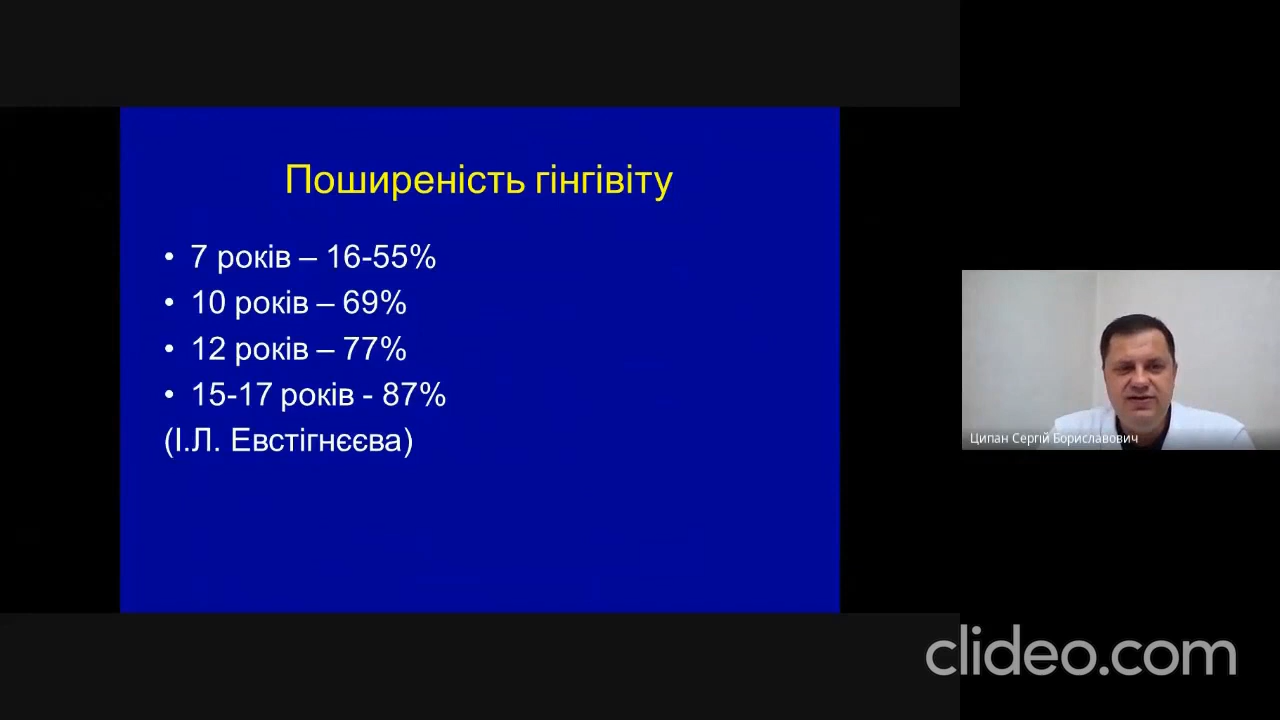 Поширеність гінгівіту
• 7 років – 16-55%
• 10 років – 69%
• 12 років – 77%
• 15-17 років - 87%
(І.Л. Евстігнєєва)
Ципан Сергій Бориславович
clideo.com